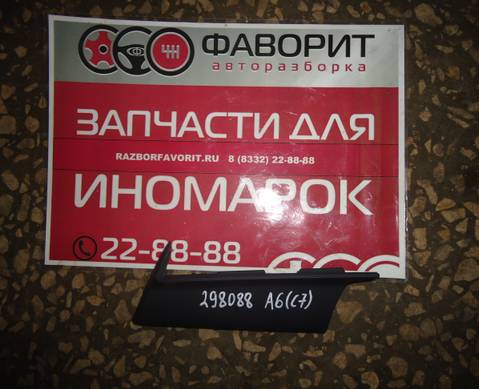 ФАВОРИТ
авторазборка
ЗАПЧАСТИ ДЛЯ
RAZBORFAVORIT.RU 8 (8332) 22-88-88
ИНОМАРОК
22-88-88
298088 A6(C7)